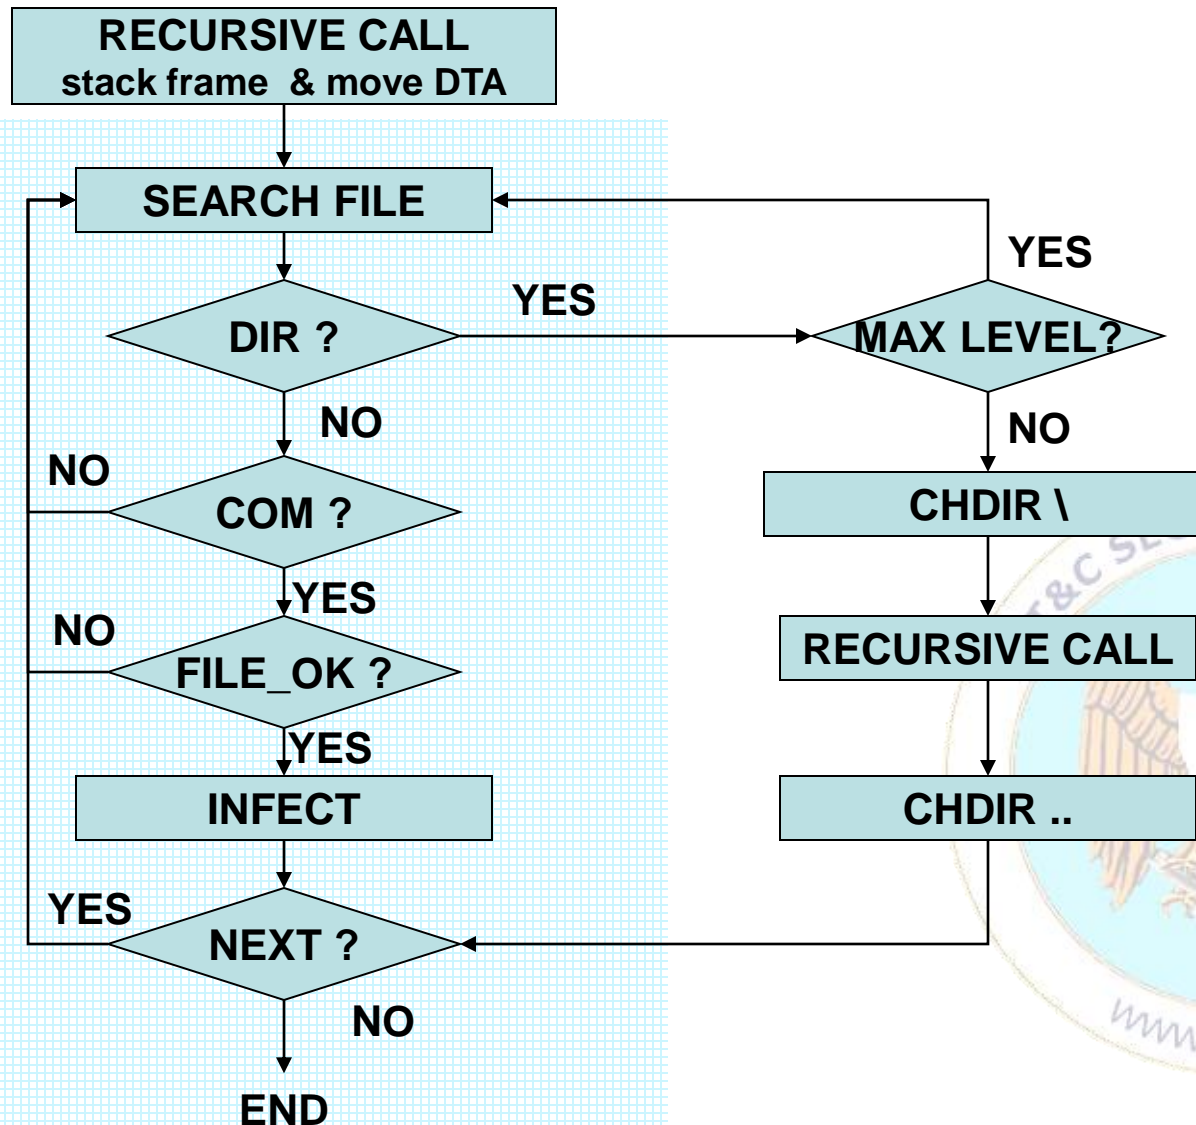 RECURSIVE CALL
stack frame & move DTA
SEARCH FILE
YES
YES
DIR ?
MAX LEVEL?
NO
NO
NO
COM ?
CHDIR \
YES
NO
RECURSIVE CALL
FILE_OK ?
YES
INFECT
CHDIR ..
YES
NEXT ?
NO
END